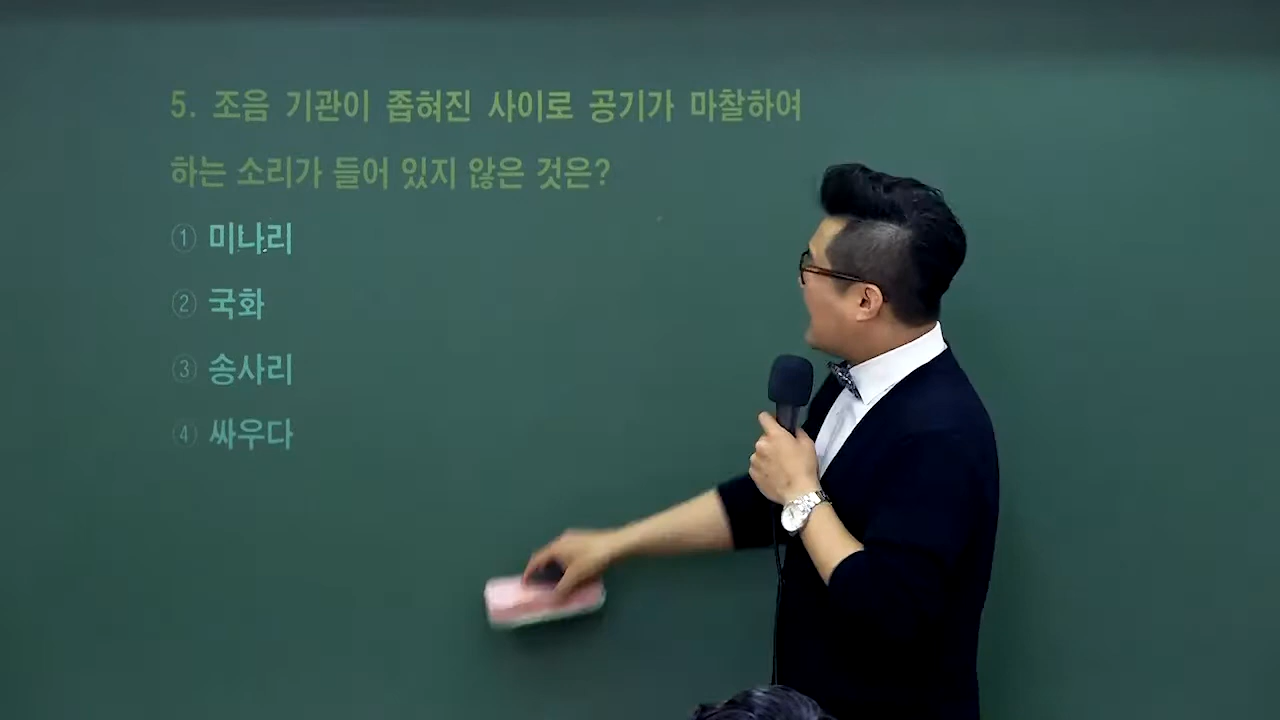 5. 조음 기관이 좁혀진 사이로 공기가 마찰하여
하는 소리가 들어 있지 않은 것은?
① 미나리
② 국화
③ 송사리
④ 싸우다